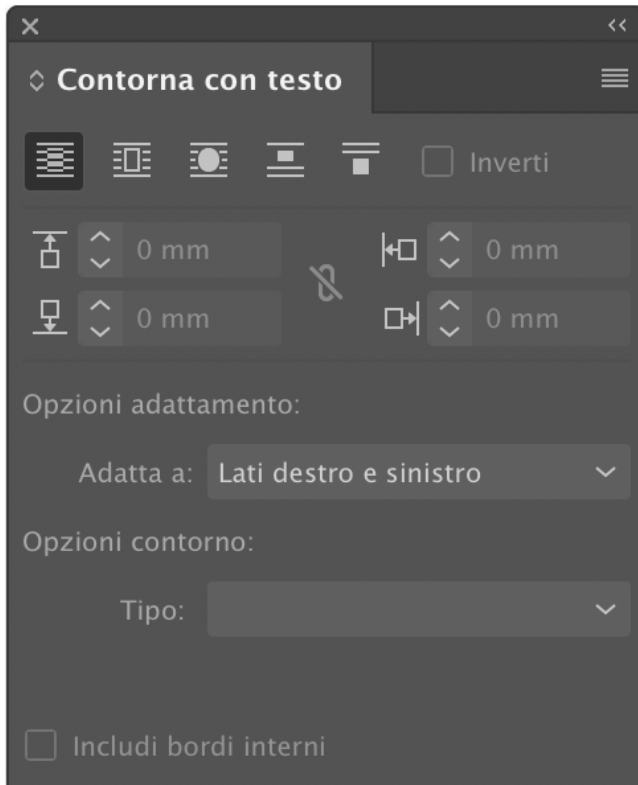 Contorna con testo
Inverti
0 mm 0 mm
0 mm 0 mm
Opzioni adattamento:
Adatta a: Lati destro e sinistro
Opzioni contorno:
Tipo:
Includi bordi interni